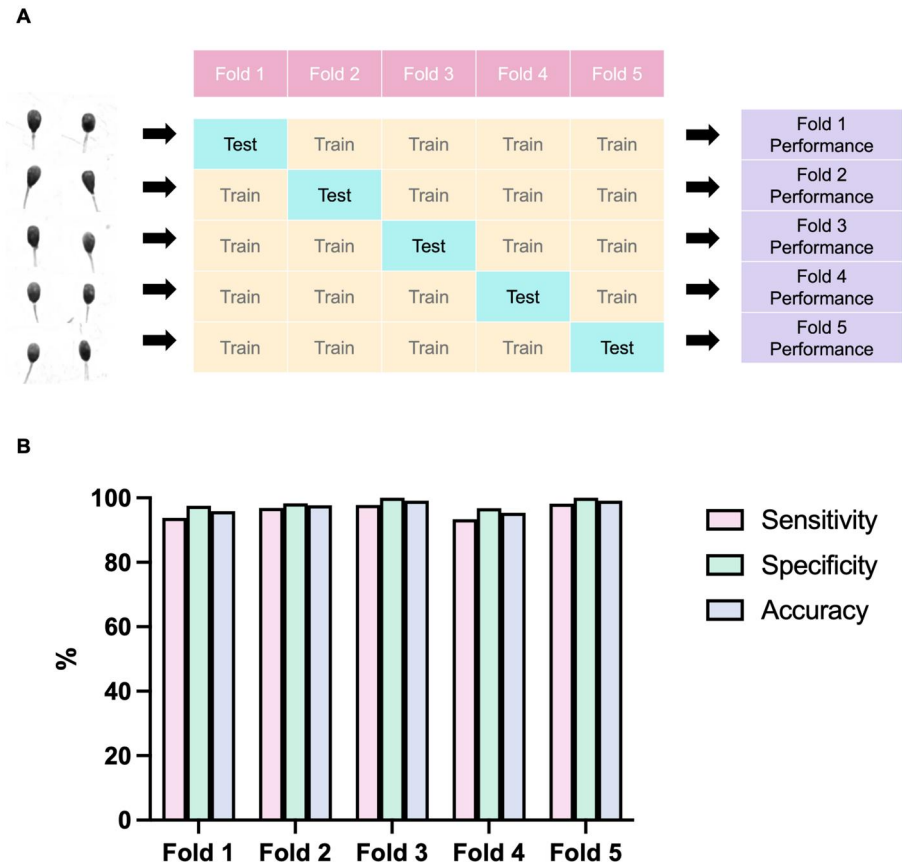 A
Fold 1 Fold 2 Fold 3 Fold 4 Fold 5
Test Train Train Train Train
Fold 1
Performance
Train Test Train Train Train
Fold 2
Performance
Train Train Test Train Train
Fold 3
Performance
Train Train Train Test Train
Fold 4
Performance
Train Train Train Train Test
Fold 5
Performance
B
100
80
60
40
20
0
%
Fold 1 Fold 2 Fold 3 Fold 4 Fold 5
Sensitivity
Specificity
Accuracy